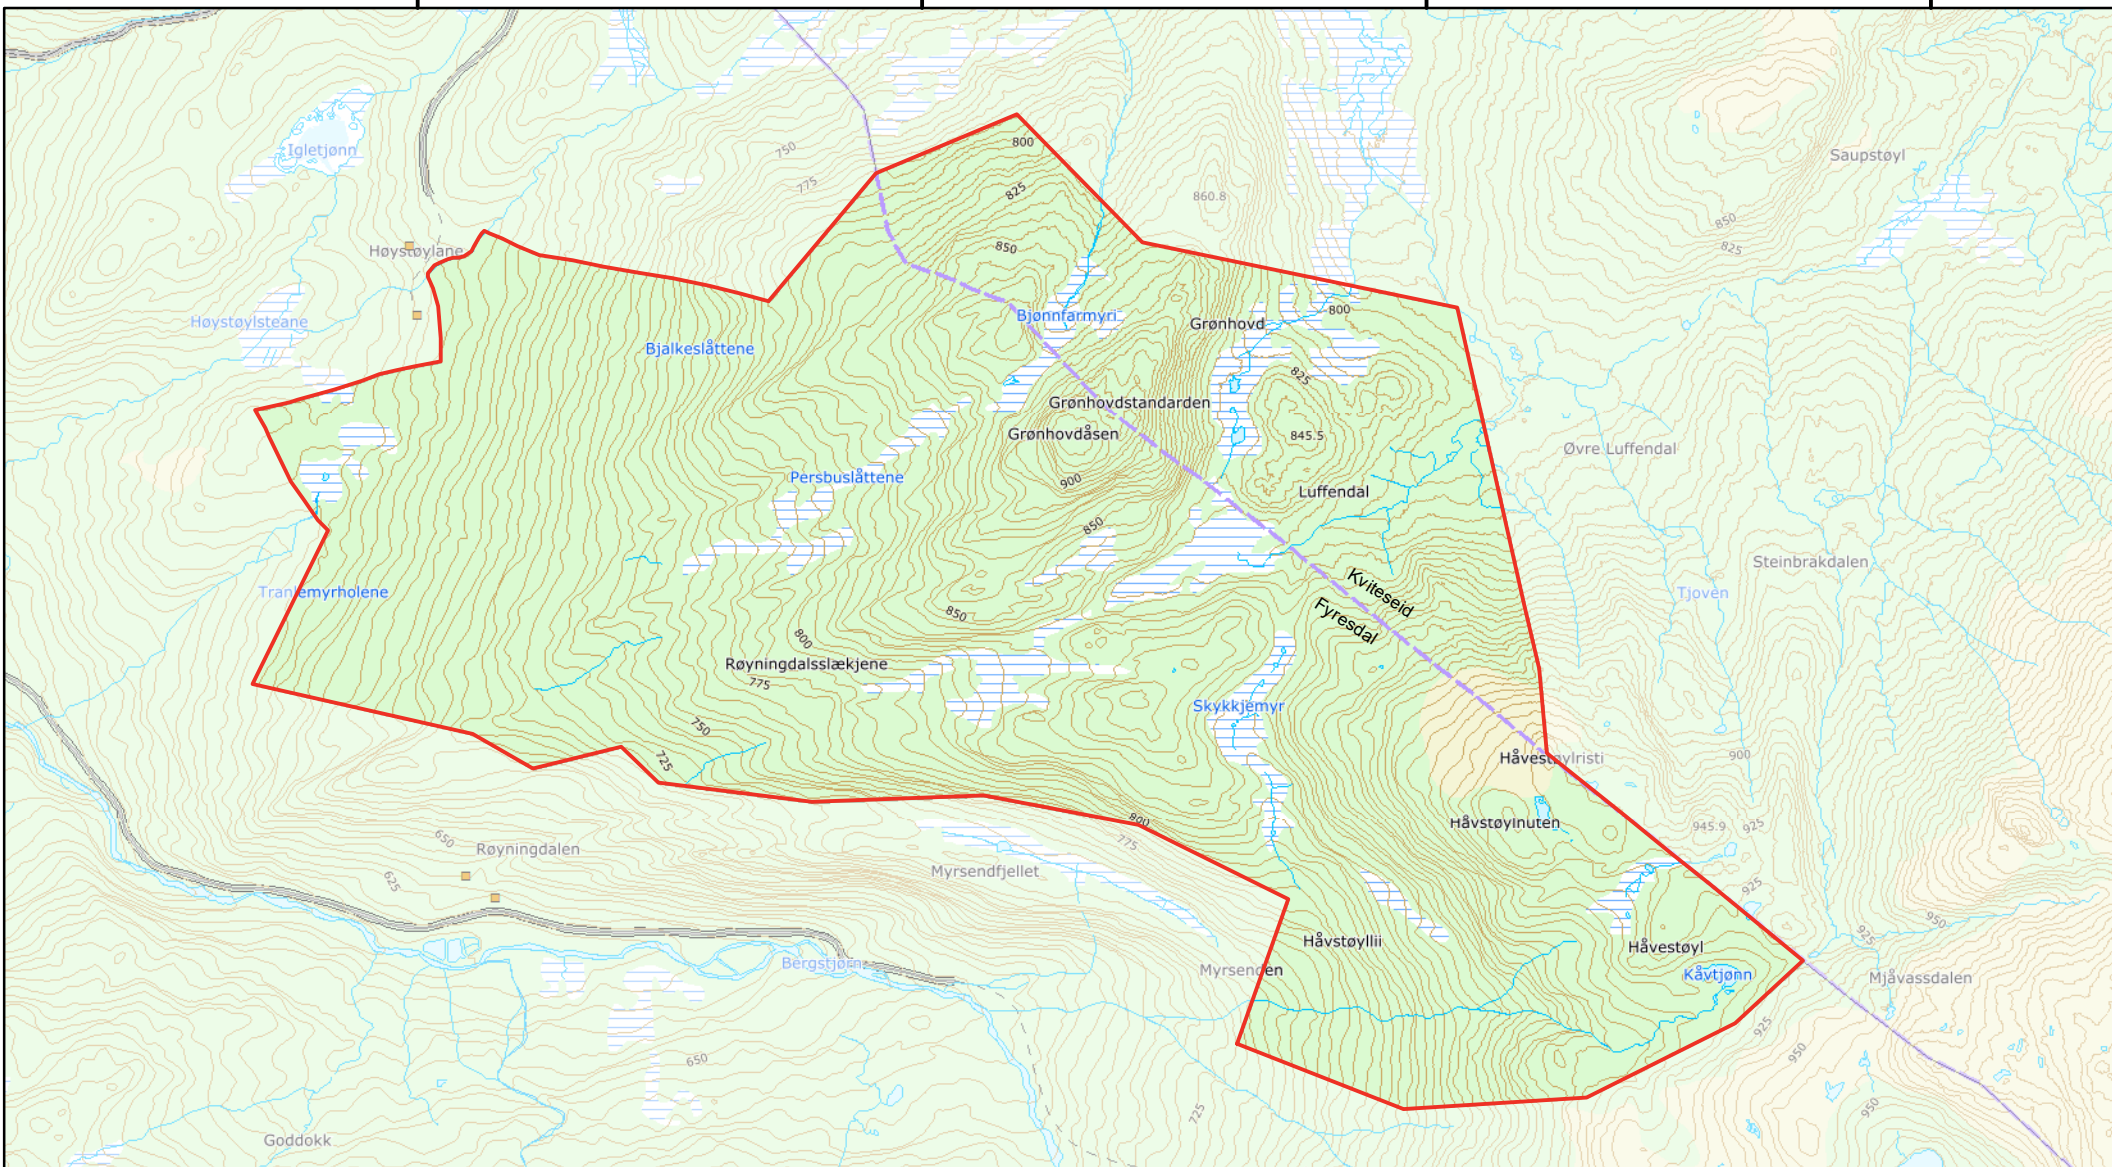 800
750
Igletjønn
Saupstøyl
775
825
860.8
850
825
850
Høystøylane
Bjønnfarmyri
800
Høystøylsteane
Grønhovd
Bjalkeslåttene
825
Grønhovdstandarden
Grønhovdåsen
845.5
Øvre Luffendal
Persbuslåttene
900
Luffendal
850
Steinbrakdalen
Kviteseid
Tjovén
Fyresdal
850
800
Røyningdalsslækjene
775
Skykkjemyr
750
725
Håvestøylristi
900
800
Håvstøylnuten
945.9
925
650
775
Røyningdalen
Myrsendfjellet
625
925
950
925
Håvstøyllii
Håvestøyl
Bergstjørn
Myrsenden
Kåvtjønn
Mjåvassdalen
925
950
650
725
950
Goddokk